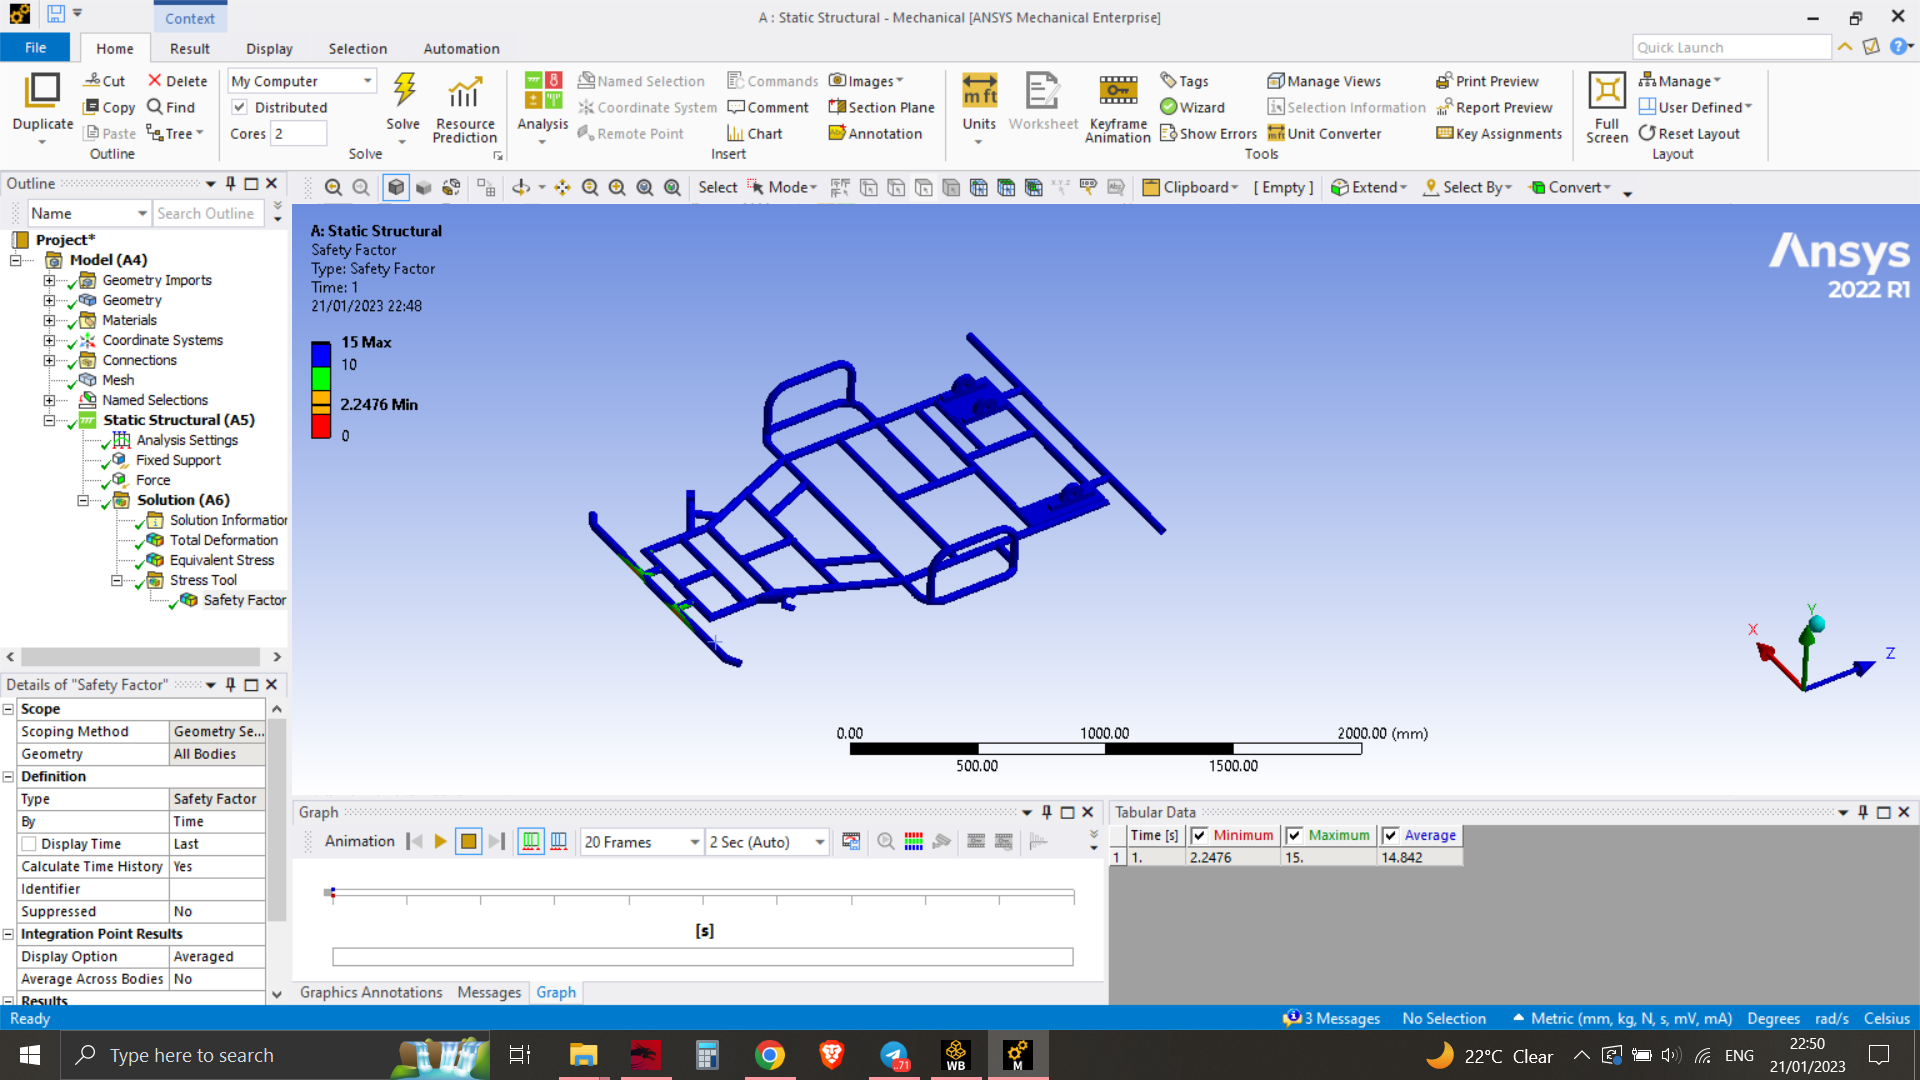 Context
A : Static Structural - Mechanical [ANSYS Mechanical Enterprise]
File
Home
Result
Display
Selection
Automation
Quick Launch
Duplicate
Cut
Delete
Copy
Find
Paste
Tree
Outline
My Computer
Distributed
Cores 2
Solve
Resource Prediction
Solve
Analysis
Named Selection
Commands
Images
Coordinate System
Comment
Section Plane
Remote Point
Chart
Annotation
Insert
Units
Worksheet
Keyframe Animation
Tags
Manage Views
Print Preview
Wizard
Selection Information
Report Preview
Show Errors
Unit Converter
Key Assignments
Tools
Full Screen
Manage
User Defined
Reset Layout
Layout
Outline
Select
Mode
Clipboard
[ Empty ]
Extend
Select By
Convert
Name
Search Outline
Project*
Model (A4)
Geometry Imports
Geometry
Materials
Coordinate Systems
Connections
Mesh
Named Selections
Static Structural (A5)
Analysis Settings
Fixed Support
Force
Solution (A6)
Solution Information
Total Deformation
Equivalent Stress
Stress Tool
Safety Factor
A: Static Structural
Safety Factor
Type: Safety Factor
Time: 1
21/01/2023 22:48
15 Max
10
2.2476 Min
0
Ansys
2022 R1
Y
X
Z
0.00
1000.00
2000.00 (mm)
500.00
1500.00
Details of "Safety Factor"
Scope
Scoping Method Geometry Se...
Geometry All Bodies
Definition
Type Safety Factor
By Time
Display Time Last
Calculate Time History Yes
Identifier
Suppressed No
Integration Point Results
Display Option Averaged
Average Across Bodies No
Results
Graph
Animation
20 Frames
2 Sec (Auto)
[s]
Graphics Annotations
Messages
Graph
Tabular Data
Time [s] Minimum Maximum Average
1 1. 2.2476 15. 14.842
Ready
3 Messages
No Selection
Metric (mm, kg, N, s, mV, mA)
Degrees
rad/s
Celsius
Type here to search
..71
WB
M
22°C Clear
ENG
22:50
21/01/2023